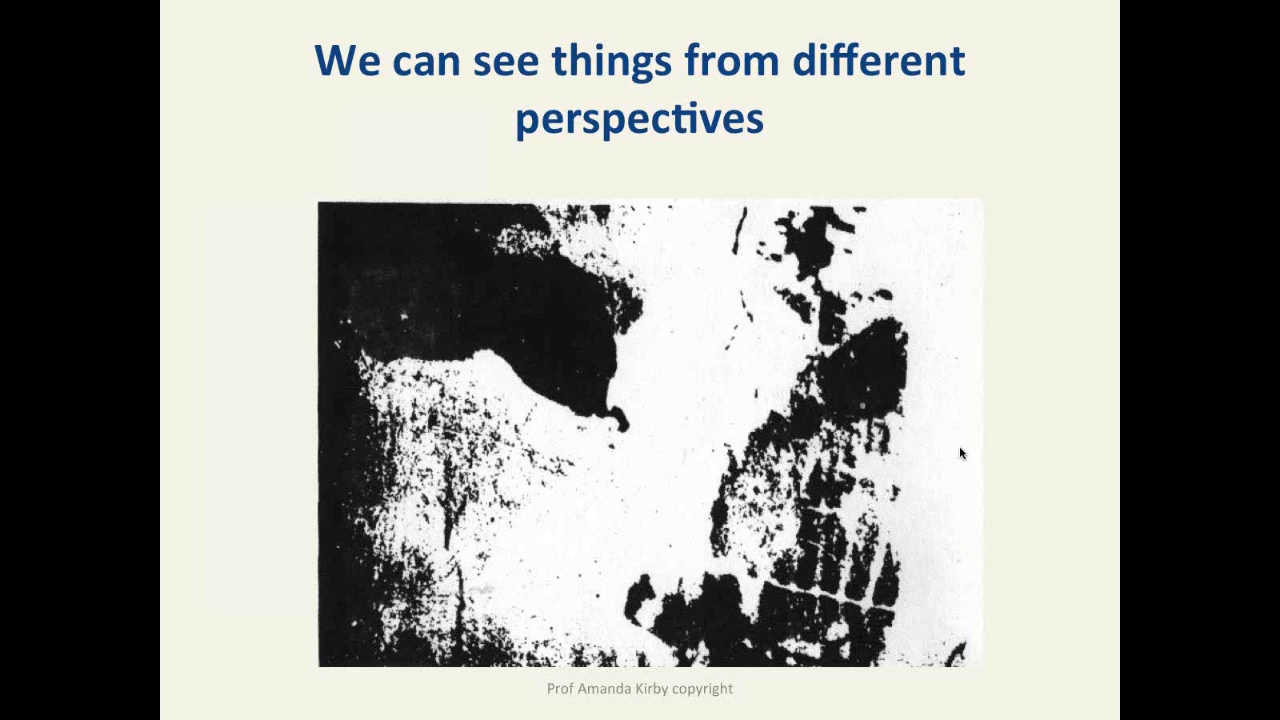 We can see things from different
perspectives
Prof Amanda Kirby copyright